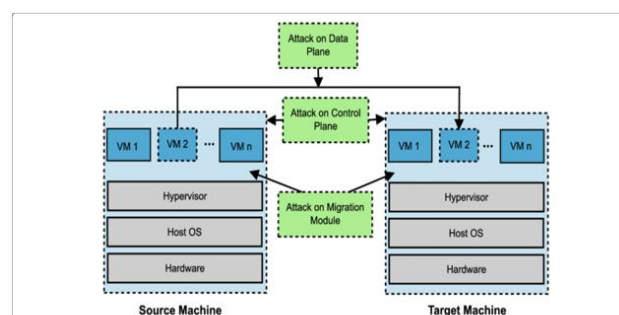 Attack on Data
Plane
Attack on Control
Plane
VM 1
VM 2
...
VM n
VM 1
VM 2
...
VM n
Attack on Migration
Module
Hypervisor
Host OS
Hardware
Hypervisor
Host OS
Hardware
Source Machine
Target Machine